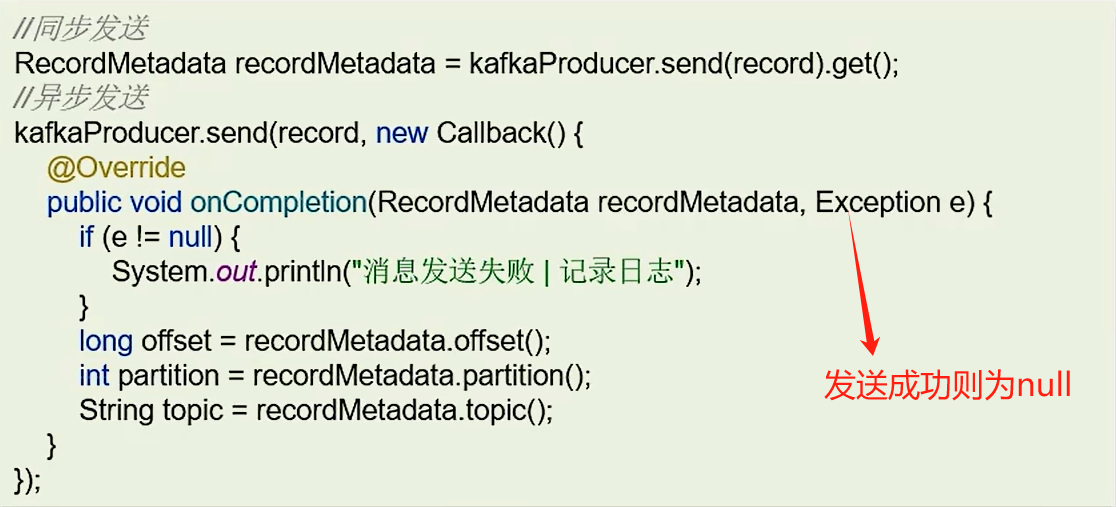 //同步发送
RecordMetadata recordMetadata = kafkaProducer.send(record).get();
//异步发送
kafkaProducer.send(record, new Callback() {
@Override
public void onCompletion(RecordMetadata recordMetadata, Exception e) {
if (e != null) {
System.out.println("消息发送失败 | 记录日志");
}
long offset = recordMetadata.offset();
int partition = recordMetadata.partition();
String topic = recordMetadata.topic();
}
});
发送成功则为null